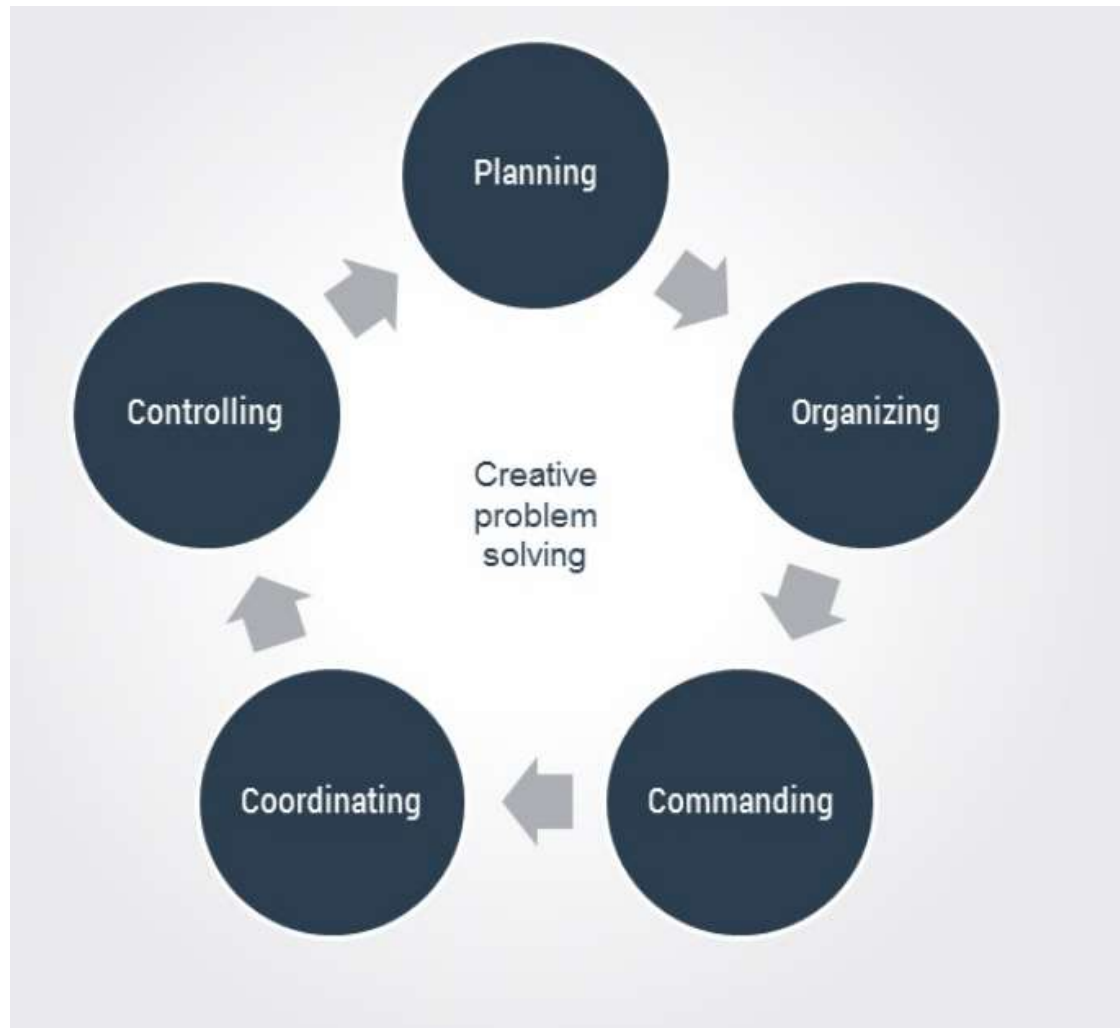 Planning
Organizing
Commanding
Coordinating
Controlling
Creative
problem
solving